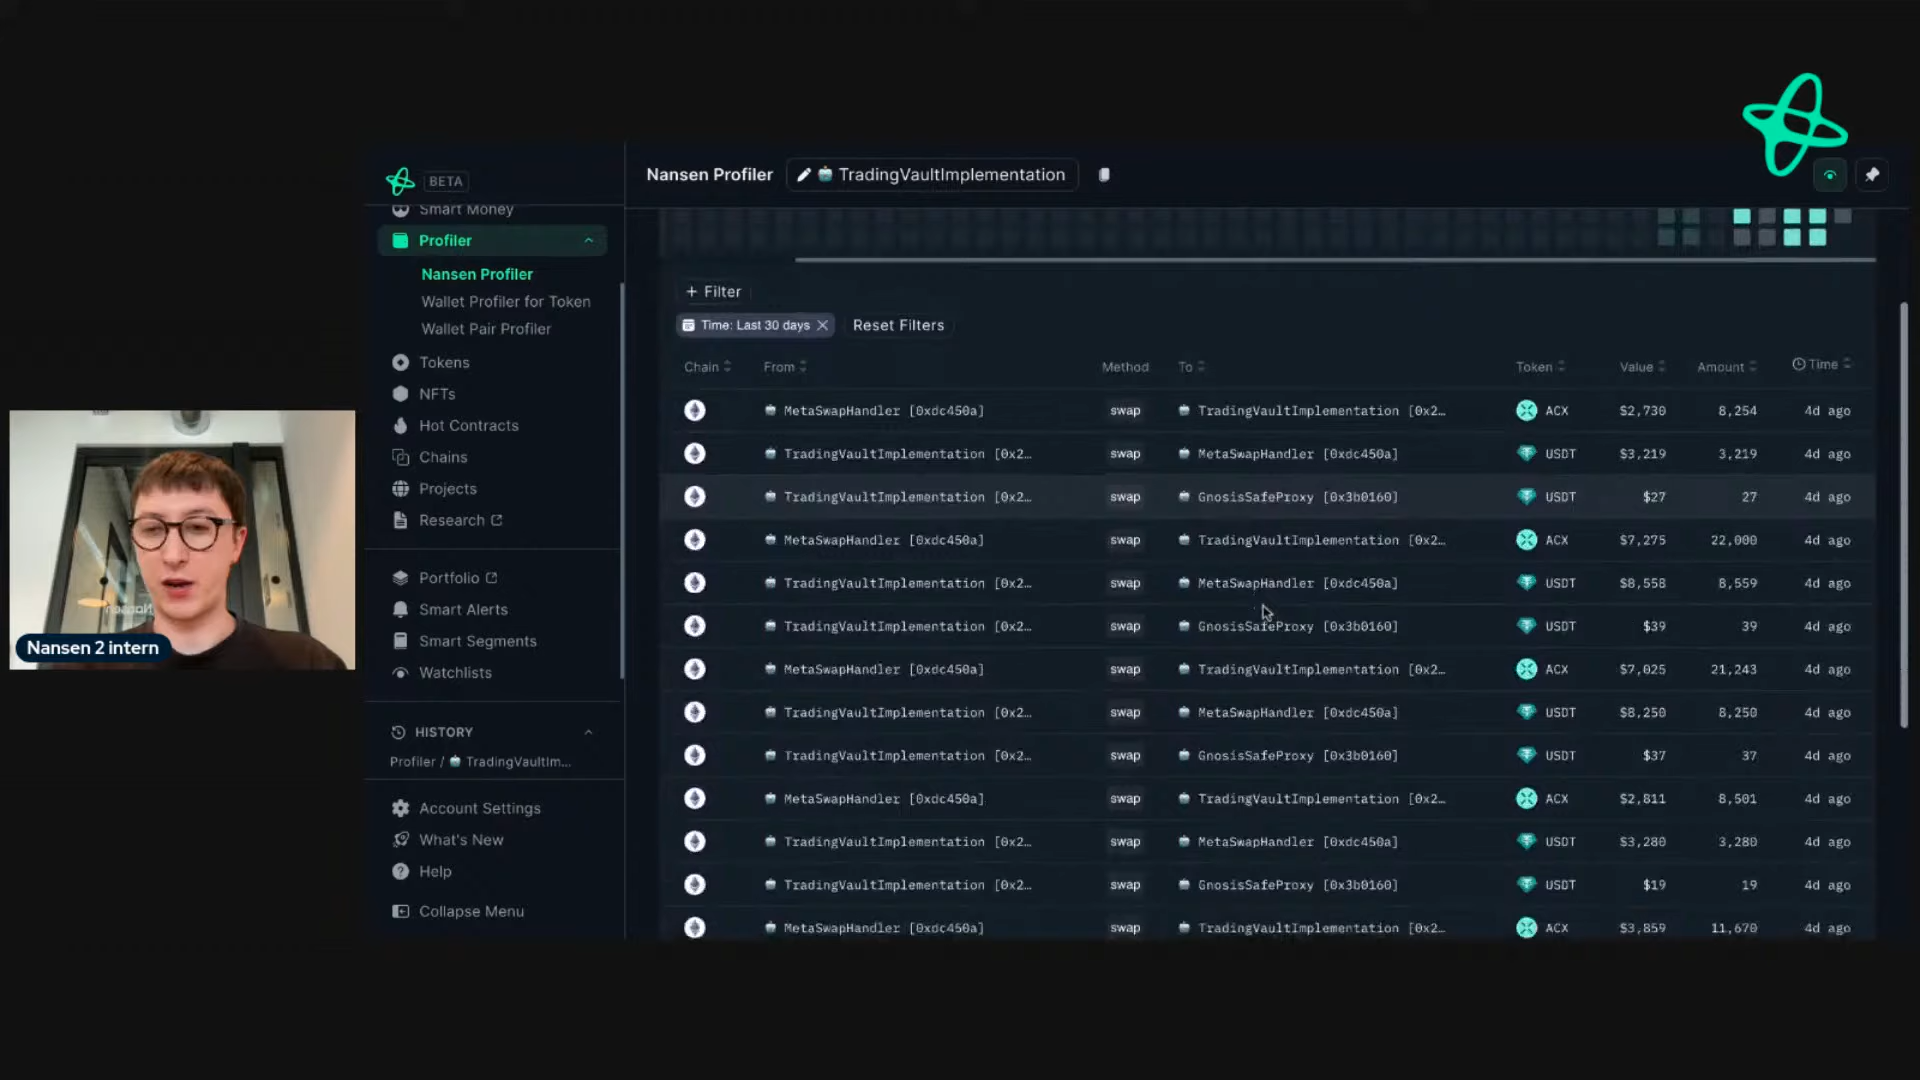 BETA
Smart Money
Profiler
Nansen Profiler
Wallet Profiler for Token
Wallet Pair Profiler
Tokens
NFTs
Hot Contracts
Chains
Projects
Research
Portfolio
Smart Alerts
Smart Segments
Watchlists
HISTORY
Profiler / TradingVaultIm...
Account Settings
What's New
Help
Collapse Menu
Nansen 2 intern
Nansen Profiler TradingVaultImplementation
+ Filter
Time: Last 30 days Reset Filters
Chain From Method To Token Value Amount Time
MetaSwapHandler [0xdc450a] swap TradingVaultImplementation [0x2... ACX $2,730 8,254 4d ago
TradingVaultImplementation [0x2... swap MetaSwapHandler [0xdc450a] USDT $3,219 3,219 4d ago
TradingVaultImplementation [0x2... swap GnosisSafeProxy [0x3b0160] USDT $27 27 4d ago
MetaSwapHandler [0xdc450a] swap TradingVaultImplementation [0x2... ACX $7,275 22,000 4d ago
TradingVaultImplementation [0x2... swap MetaSwapHandler [0xdc450a] USDT $8,558 8,559 4d ago
TradingVaultImplementation [0x2... swap GnosisSafeProxy [0x3b0160] USDT $39 39 4d ago
MetaSwapHandler [0xdc450a] swap TradingVaultImplementation [0x2... ACX $7,025 21,243 4d ago
TradingVaultImplementation [0x2... swap MetaSwapHandler [0xdc450a] USDT $8,250 8,250 4d ago
TradingVaultImplementation [0x2... swap GnosisSafeProxy [0x3b0160] USDT $37 37 4d ago
MetaSwapHandler [0xdc450a] swap TradingVaultImplementation [0x2... ACX $2,811 8,501 4d ago
TradingVaultImplementation [0x2... swap MetaSwapHandler [0xdc450a] USDT $3,280 3,280 4d ago
TradingVaultImplementation [0x2... swap GnosisSafeProxy [0x3b0160] USDT $19 19 4d ago
MetaSwapHandler [0xdc450a] swap TradingVaultImplementation [0x2... ACX $3,859 11,670 4d ago